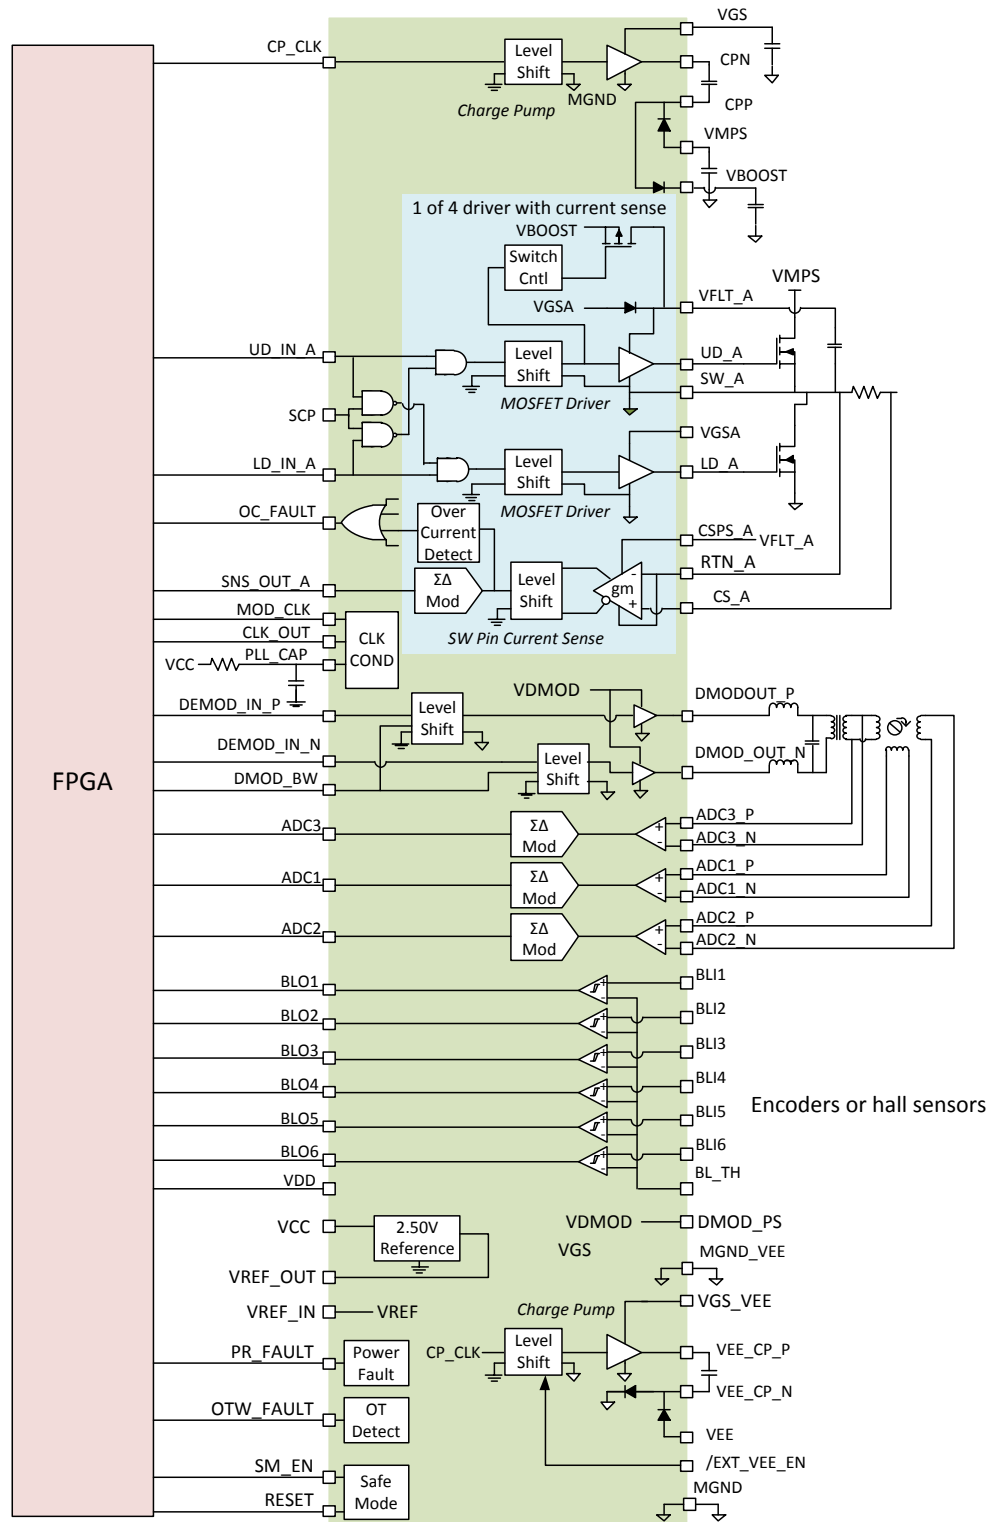 VGS
CP_CLK
Level
Shift
CPN
MGND
Charge Pump
CPP
VMPS
VBOOST
1 of 4 driver with current sense
VBOOST
Switch
Cntl
VMPS
VGSA
VFLT_A
UD_IN_A
Level
Shift
UD_A
SW_A
MOSFET Driver
SCP
VGSA
LD_IN_A
Level
Shift
LD_A
MOSFET Driver
OC_FAULT
Over
Current
Detect
CSPS_A
VFLT_A
RTN_A
SNS_OUT_A
ΣΔ
Mod
Level
Shift
-
gm
+
CS_A
SW Pin Current Sense
MOD_CLK
CLK_OUT
CLK
COND
VCC
PLL_CAP
VDMOD
DMODOUT_P
DEMOD_IN_P
Level
Shift
DEMOD_IN_N
Level
Shift
DMOD_OUT_N
DMOD_BW
FPGA
ADC3
ΣΔ
Mod
+
-
ADC3_P
ADC3_N
ADC1
ΣΔ
Mod
+
-
ADC1_P
ADC1_N
ADC2
ΣΔ
Mod
+
-
ADC2_P
ADC2_N
BLO1
+
-
BLI1
BLO2
+
-
BLI2
BLO3
+
-
BLI3
BLO4
+
-
BLI4
Encoders or hall sensors
BLO5
+
-
BLI5
BLO6
+
-
BLI6
BL_TH
VDD
VCC
2.50V
Reference
VDMOD
DMOD_PS
VGS
MGND_VEE
VREF_OUT
VREF_IN
VREF
Charge Pump
VGS_VEE
PR_FAULT
Power
Fault
CP_CLK
Level
Shift
VEE_CP_P
VEE_CP_N
OTW_FAULT
OT
Detect
VEE
/EXT_VEE_EN
SM_EN
Safe
Mode
RESET
MGND